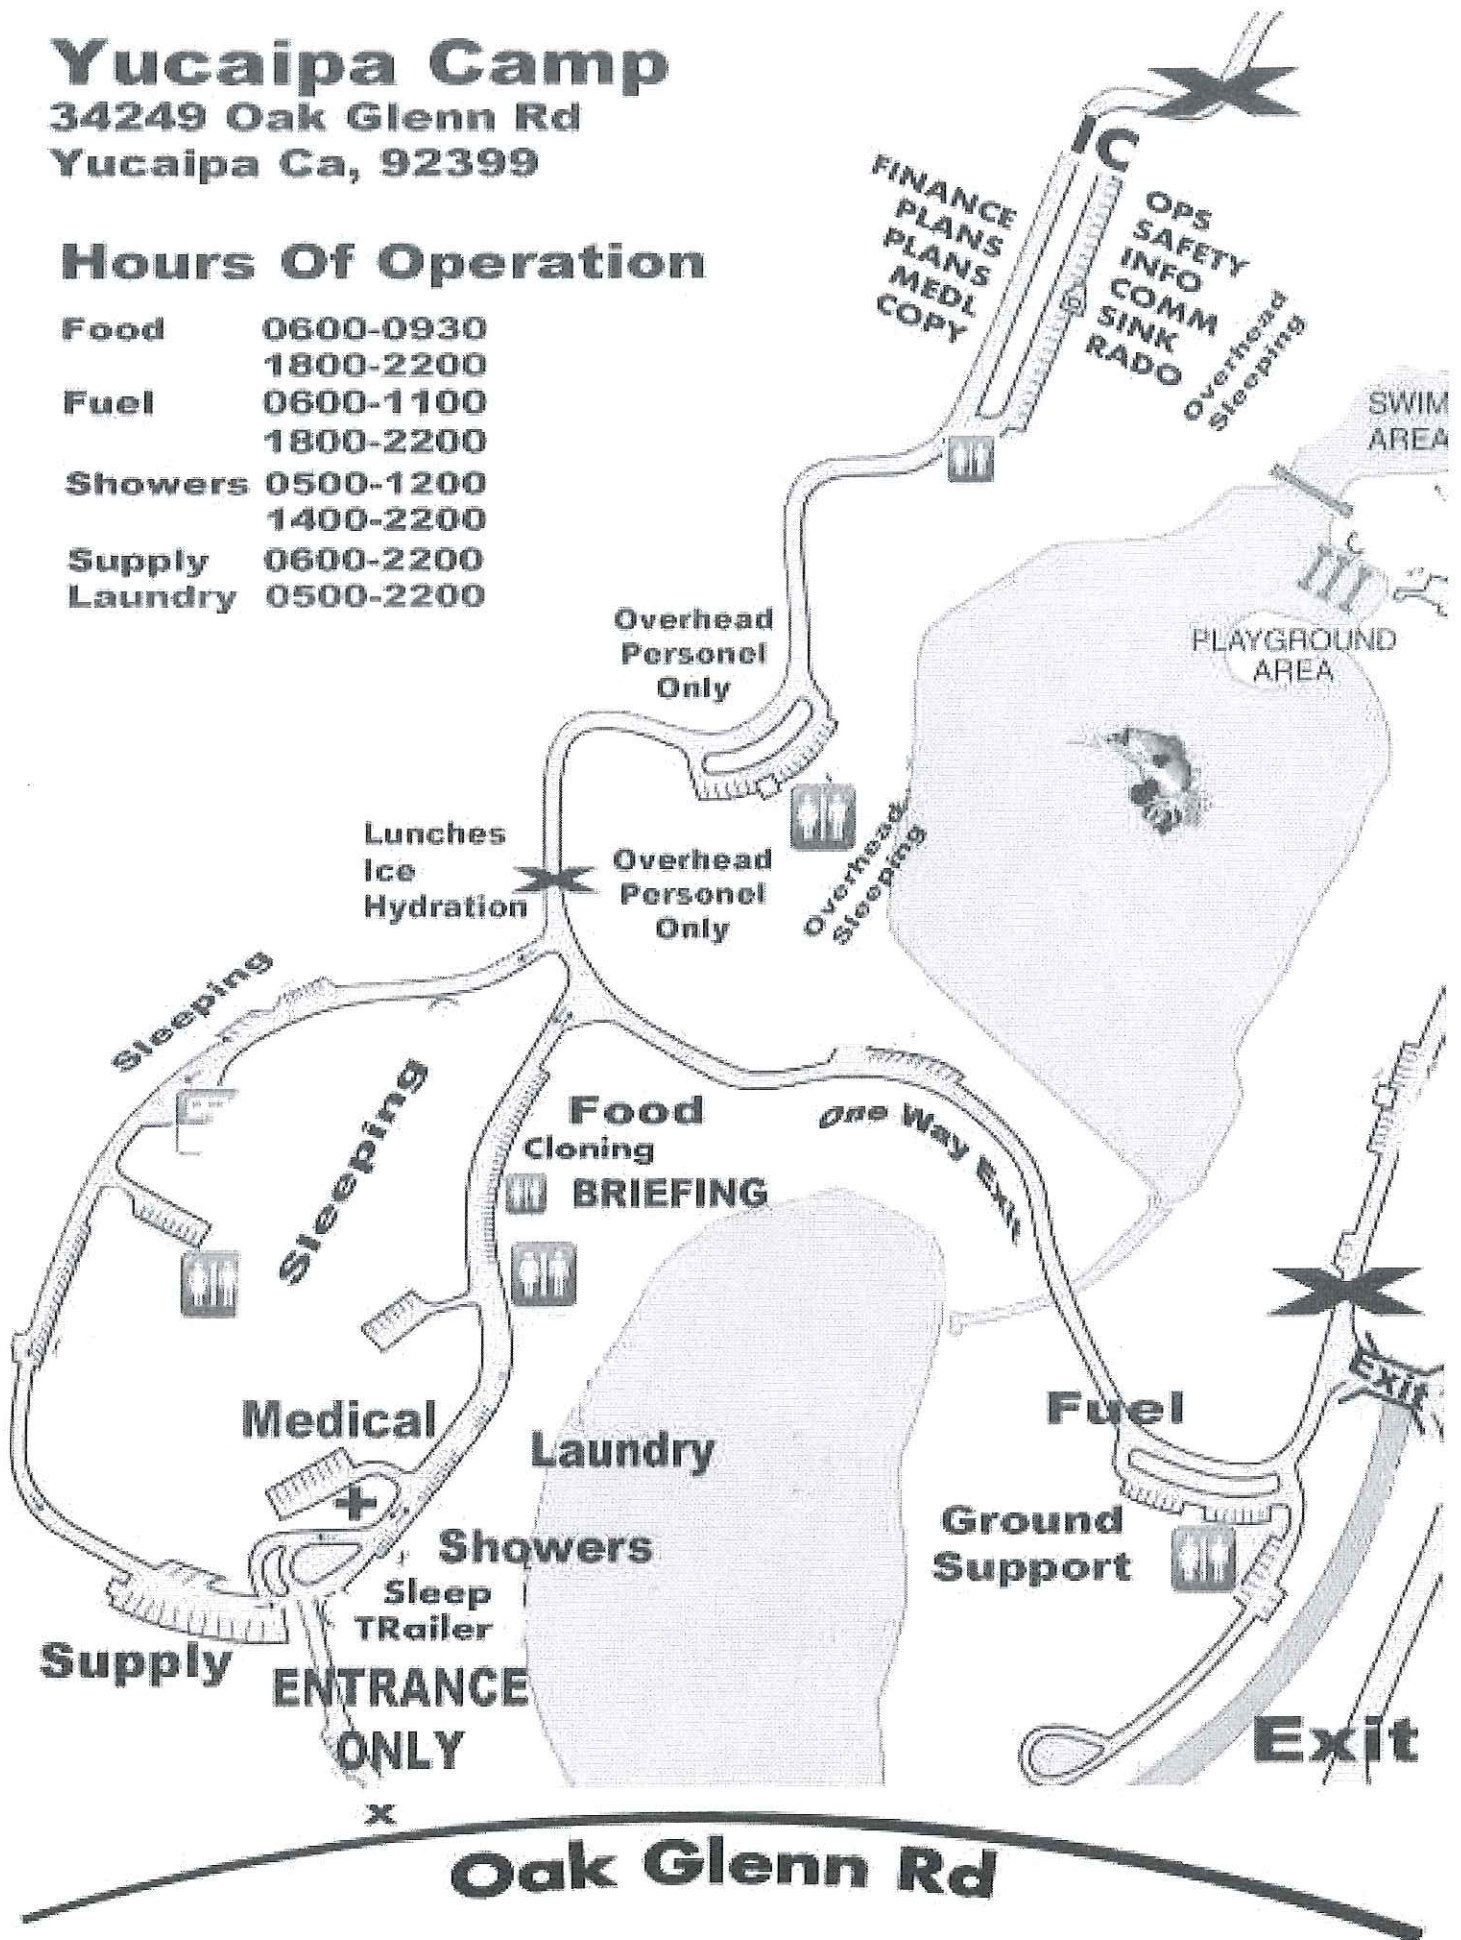 Yucaipa Camp
34249 Oak Glenn Rd
Yucaipa Ca, 92399
Hours Of Operation
Food 0600-0930
1800-2200
Fuel 0600-1100
1800-2200
Showers 0500-1200
1400-2200
Supply 0600-2200
Laundry 0500-2200
IC
FINANCE
PLANS
PLANS
MEDL
COPY
OPS
SAFETY
INFO
COMM
SINK
RADO
Overhead
Sleeping
SWIM
AREA
PLAYGROUND
AREA
Overhead
Personel
Only
Lunches
Ice
Hydration
Overhead
Personel
Only
Overhead
Sleeping
Sleeping
Sleeping
Food
Cloning
BRIEFING
One Way Exit
Medical
Laundry
Fuel
Exit
Ground
Support
Showers
Sleep
TRailer
Supply
ENTRANCE
ONLY
Exit
x
Oak Glenn Rd